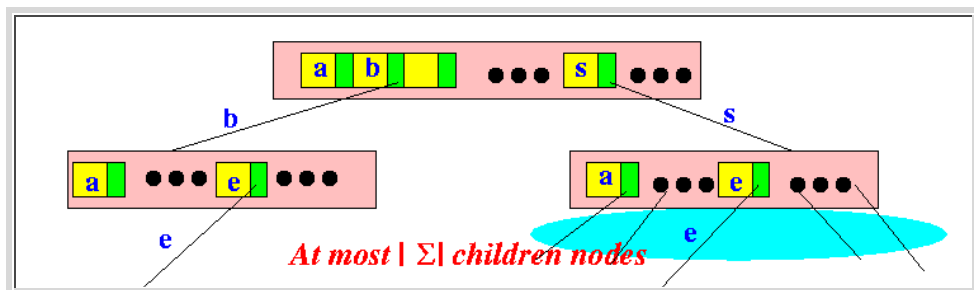 a b s
b s
a e a e
e e
At most | Σ| children nodes